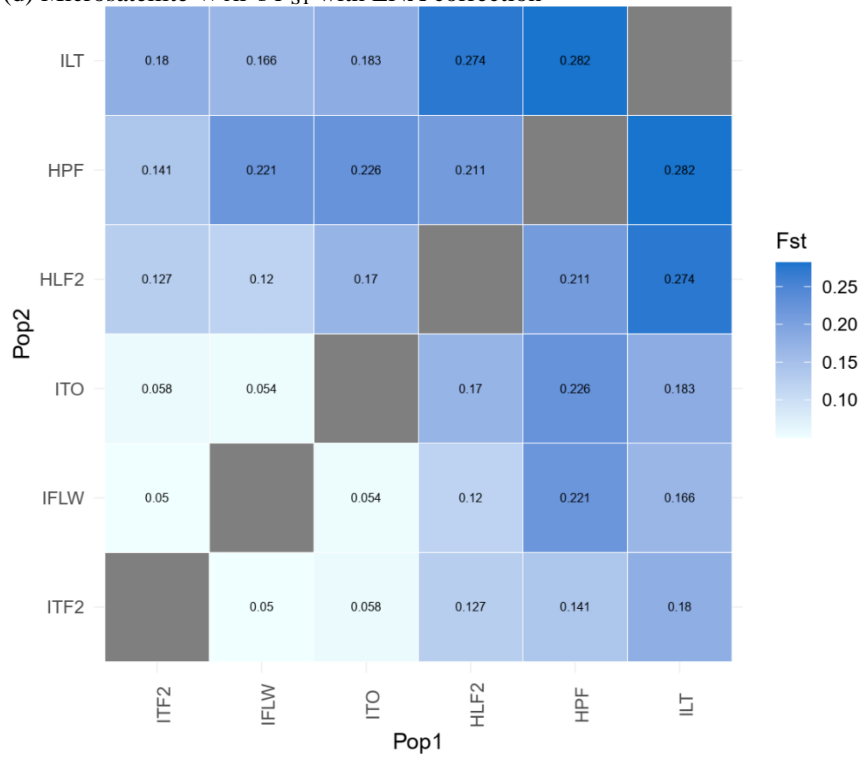 ILT 0.18 0.166 0.183 0.274 0.282
HPF 0.141 0.221 0.226 0.211 0.282
HLF2 0.127 0.12 0.17 0.211 0.274
ITO 0.058 0.054 0.17 0.226 0.183
IFLW 0.05 0.054 0.12 0.221 0.166
ITF2 0.05 0.058 0.127 0.141 0.18
Pop2
ITF2 IFLW ITO HLF2 HPF ILT
Pop1
Fst
0.25
0.20
0.15
0.10